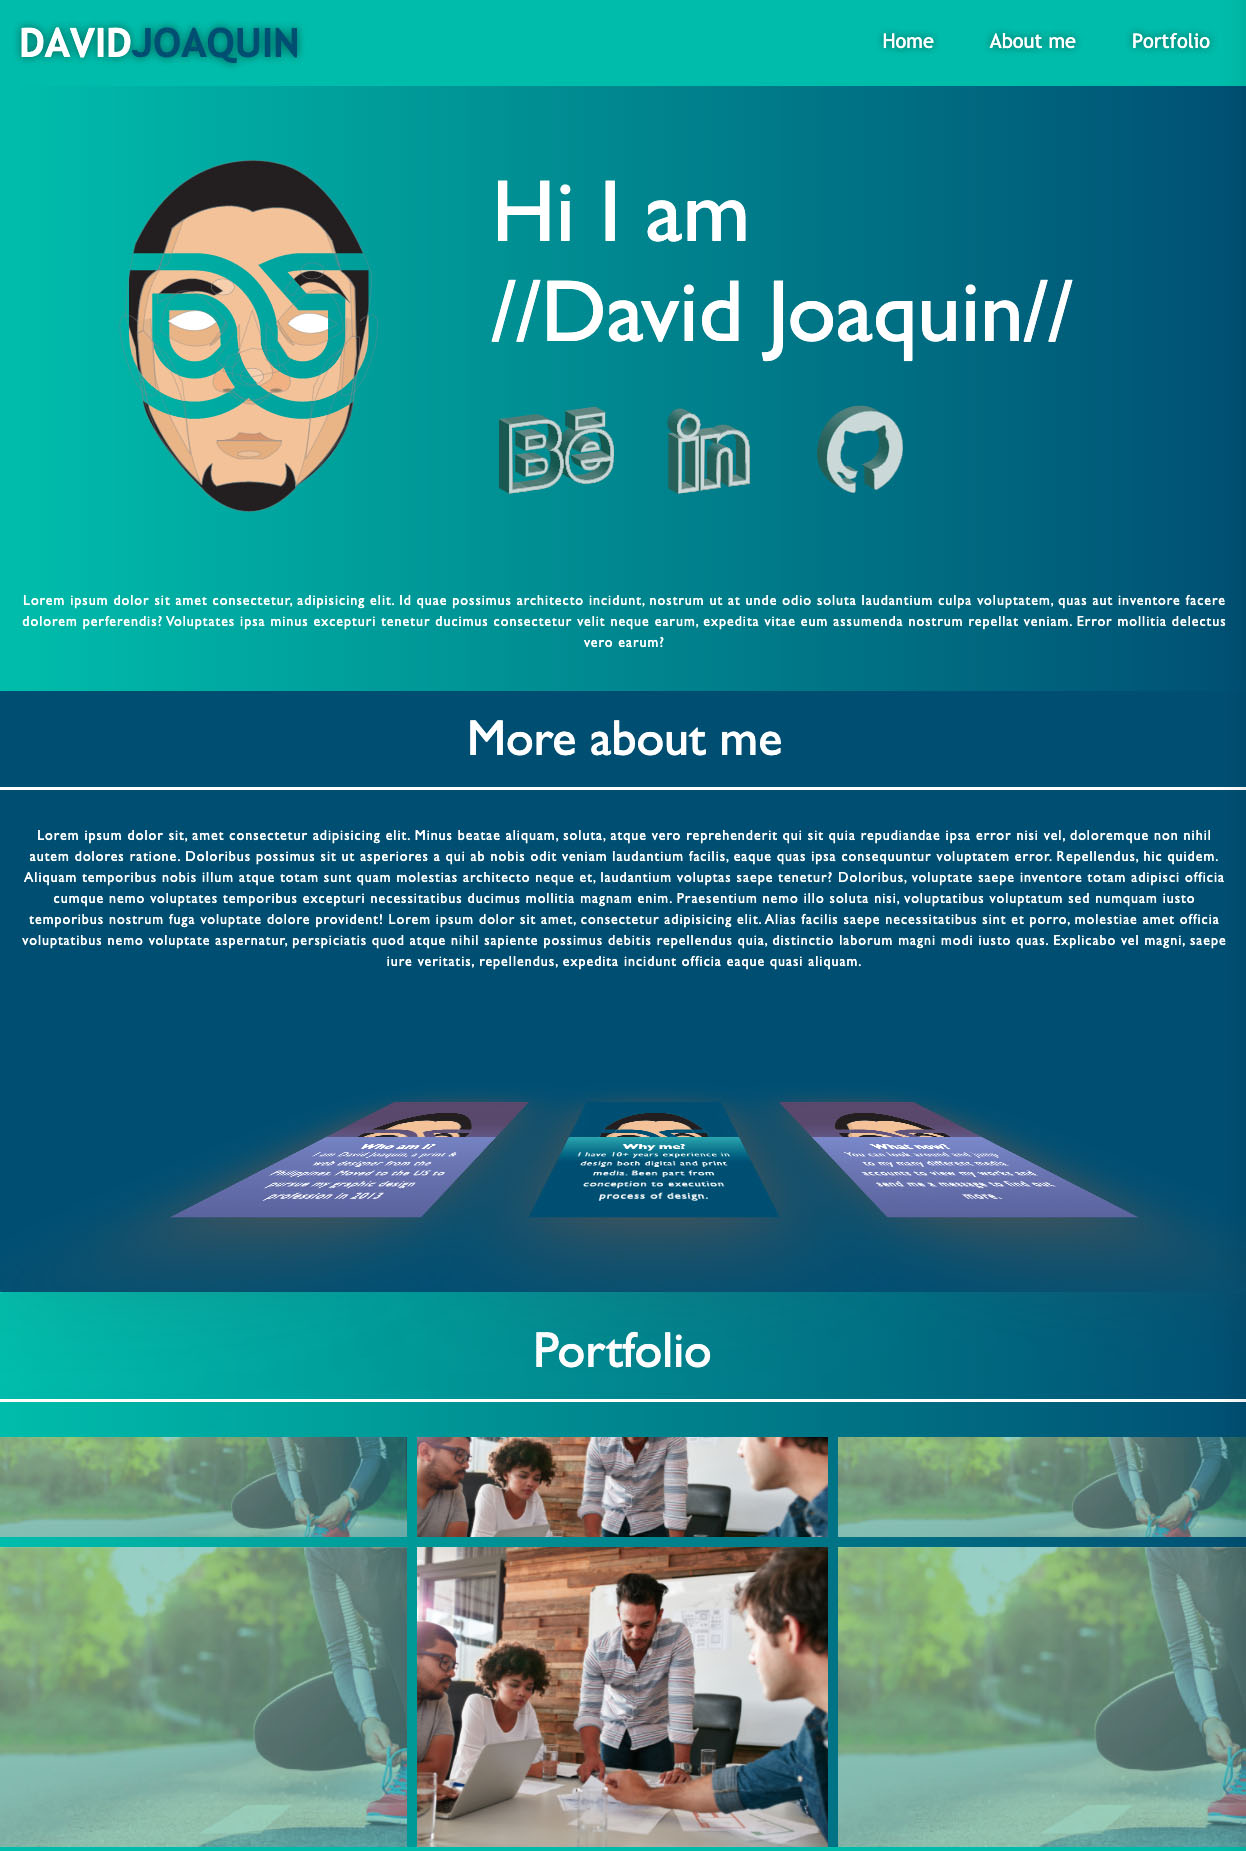 DAVIDJOAQUIN
Home
About me
Portfolio
Hi I am
//David Joaquin//
Bē
in
Lorem ipsum dolor sit amet consectetur, adipisicing elit. Id quae possimus architecto incidunt, nostrum ut at unde odio soluta laudantium culpa voluptatem, quas aut inventore facere
dolorem perferendis? Voluptates ipsa minus excepturi tenetur ducimus consectetur velit neque earum, expedita vitae eum assumenda nostrum repellat veniam. Error mollitia delectus
vero earum?
More about me
Lorem ipsum dolor sit, amet consectetur adipisicing elit. Minus beatae aliquam, soluta, atque vero reprehenderit qui sit quia repudiandae ipsa error nisi vel, doloremque non nihil
autem dolores ratione. Doloribus possimus sit ut asperiores a qui ab nobis odit veniam laudantium facilis, eaque quas ipsa consequuntur voluptatem error. Repellendus, hic quidem.
Aliquam temporibus nobis illum atque totam sunt quam molestias architecto neque et, laudantium voluptas saepe tenetur? Doloribus, voluptate saepe inventore totam adipisci officia
cumque nemo voluptates temporibus excepturi necessitatibus ducimus mollitia magnam enim. Praesentium nemo illo soluta nisi, voluptatibus voluptatum sed numquam iusto
temporibus nostrum fuga voluptate dolore provident! Lorem ipsum dolor sit amet, consectetur adipisicing elit. Alias facilis saepe necessitatibus sint et porro, molestiae amet officia
voluptatibus nemo voluptate aspernatur, perspiciatis quod atque nihil sapiente possimus debitis repellendus quia, distinctio laborum magni modi iusto quas. Explicabo vel magni, saepe
iure veritatis, repellendus, expedita incidunt officia eaque quasi aliquam.
Who am I?
I am David Joaquin, a print &
web designer from the
Philippines. Moved to the US to
pursue my graphic design
profession in 2013
Why me?
I have 10+ years experience in
design both digital and print
media. Been part from
conception to execution
process of design.
What now?
You can look around and jump
to my many different media
accounts to view my works and
send me a message to find out
more.
Portfolio